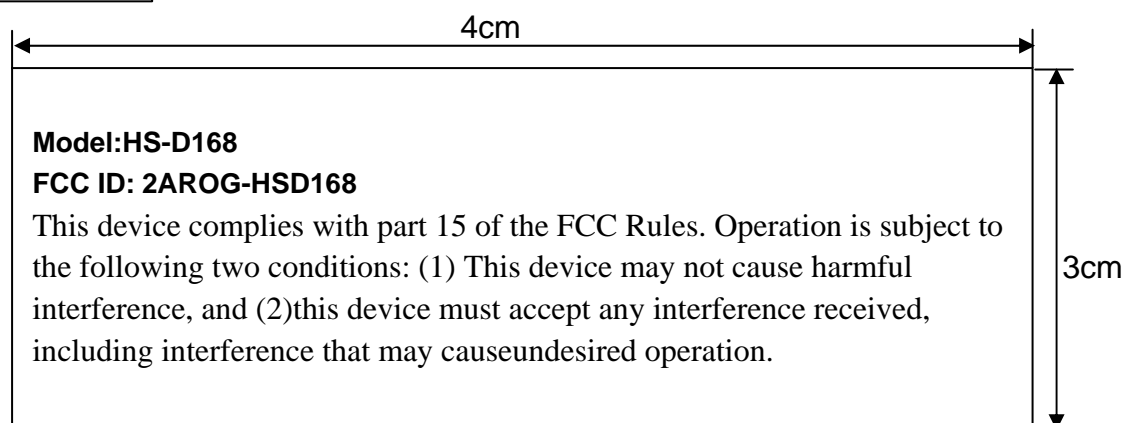 4cm
Model:HS-D168
FCC ID: 2AROG-HSD168
This device complies with part 15 of the FCC Rules. Operation is subject to
the following two conditions: (1) This device may not cause harmful
interference, and (2)this device must accept any interference received,
including interference that may causeundesired operation.
3cm